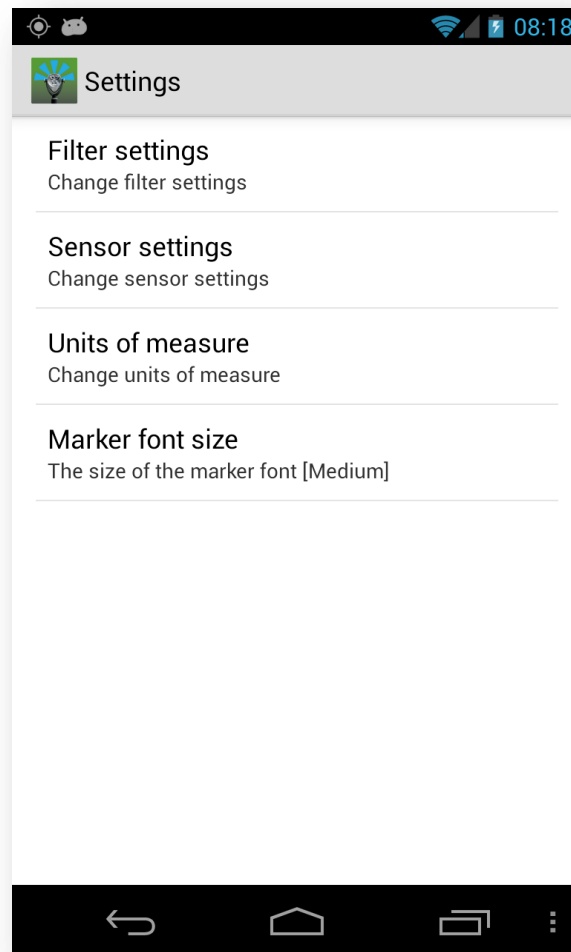 08:18
Settings
Filter settings
Change filter settings
Sensor settings
Change sensor settings
Units of measure
Change units of measure
Marker font size
The size of the marker font [Medium]